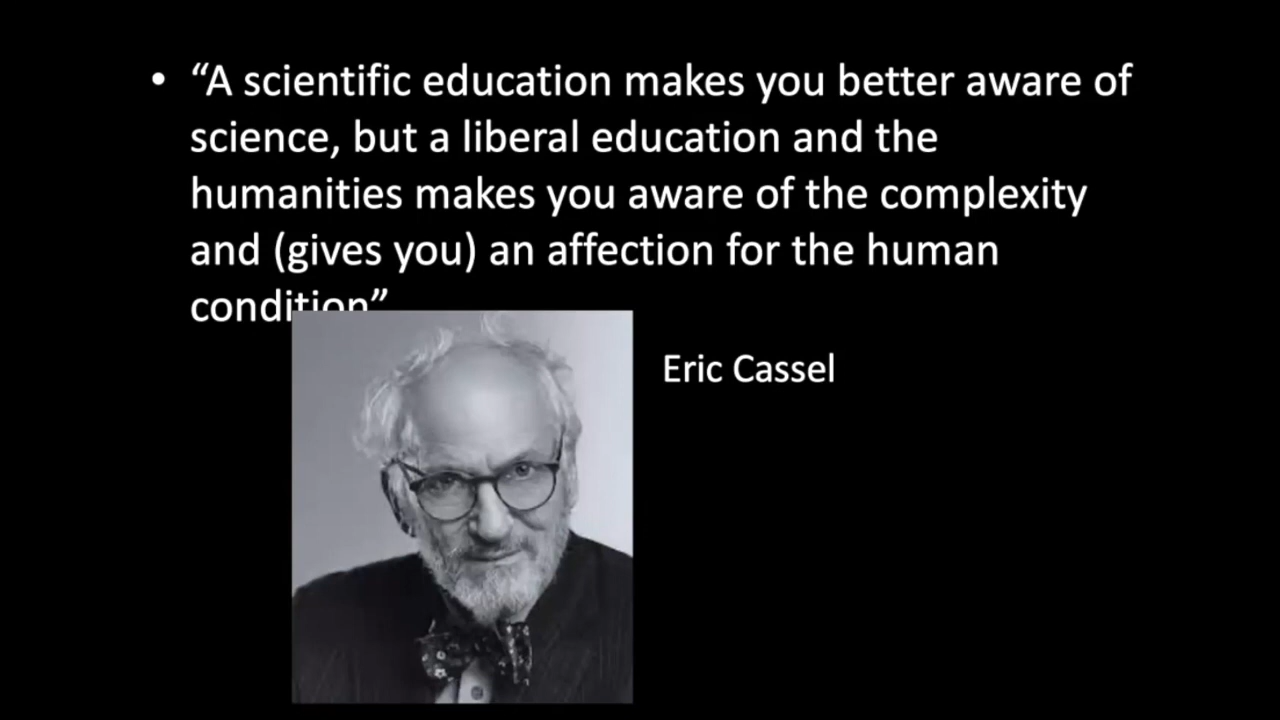 • “A scientific education makes you better aware of
science, but a liberal education and the
humanities makes you aware of the complexity
and (gives you) an affection for the human
condition”
Eric Cassel